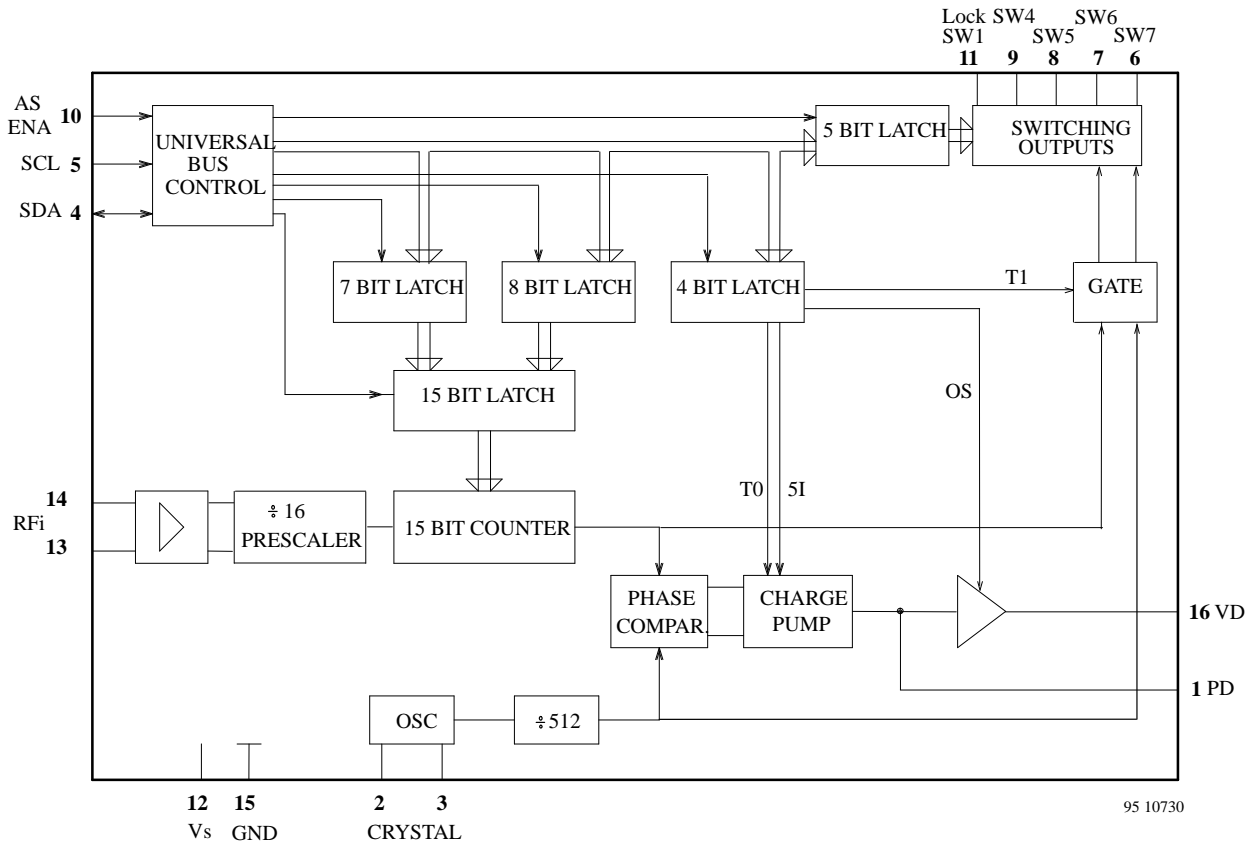 Lock SW4 SW6
SW1 SW5 SW7
11 9 8 7 6
AS 10
ENA
SCL 5
SDA 4
UNIVERSAL
BUS
CONTROL
5 BIT LATCH
SWITCHING
OUTPUTS
7 BIT LATCH
8 BIT LATCH
4 BIT LATCH
T1
GATE
15 BIT LATCH
OS
14
RFi
13
÷ 16
PRESCALER
15 BIT COUNTER
T0 5I
PHASE
COMPAR.
CHARGE
PUMP
16 VD
1 PD
OSC
÷ 512
12 15 2 3
Vs GND CRYSTAL
95 10730